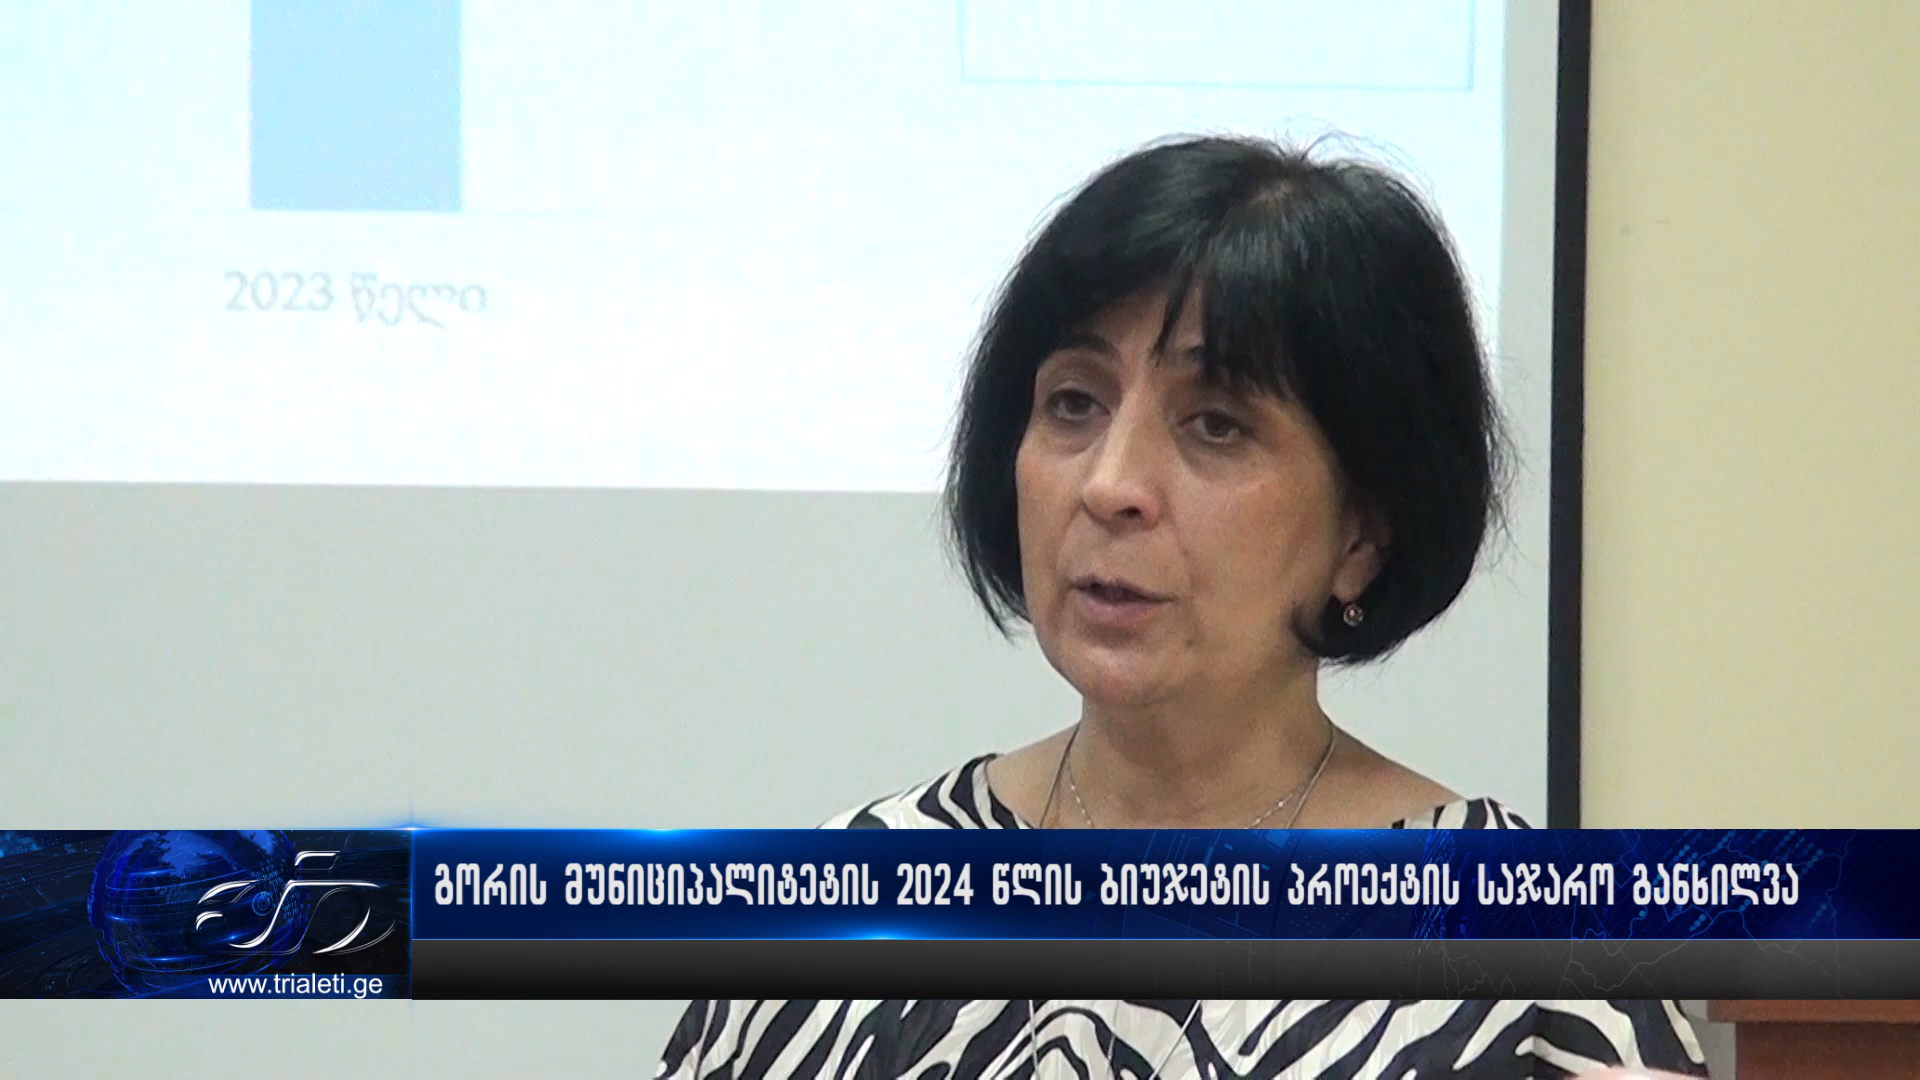 2023 წელი
გორის მუნიციპალიტეტის 2024 წლის ბიუჯეტის პროექტის საჯარო განხილვა
www.trialeti.ge